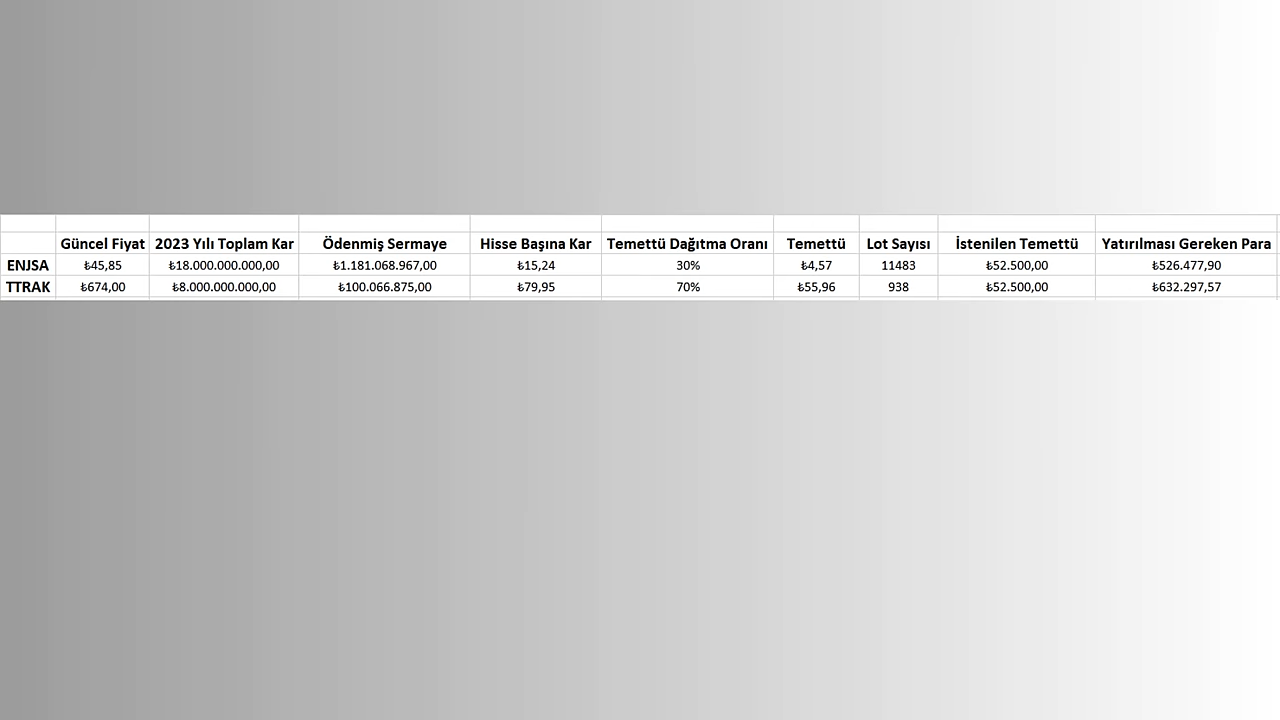 Güncel Fiyat 2023 Yılı Toplam Kar Ödenmiş Sermaye Hisse Başına Kar Temettü Dağıtma Oranı Temettü Lot Sayısı İstenilen Temettü Yatırılması Gereken Para
ENJSA ₺45,85 ₺18.000.000.000,00 ₺1.181.068.967,00 ₺15,24 30% ₺4,57 11483 ₺52.500,00 ₺526.477,90
TTRAK ₺674,00 ₺8.000.000.000,00 ₺100.066.875,00 ₺79,95 70% ₺55,96 938 ₺52.500,00 ₺632.297,57